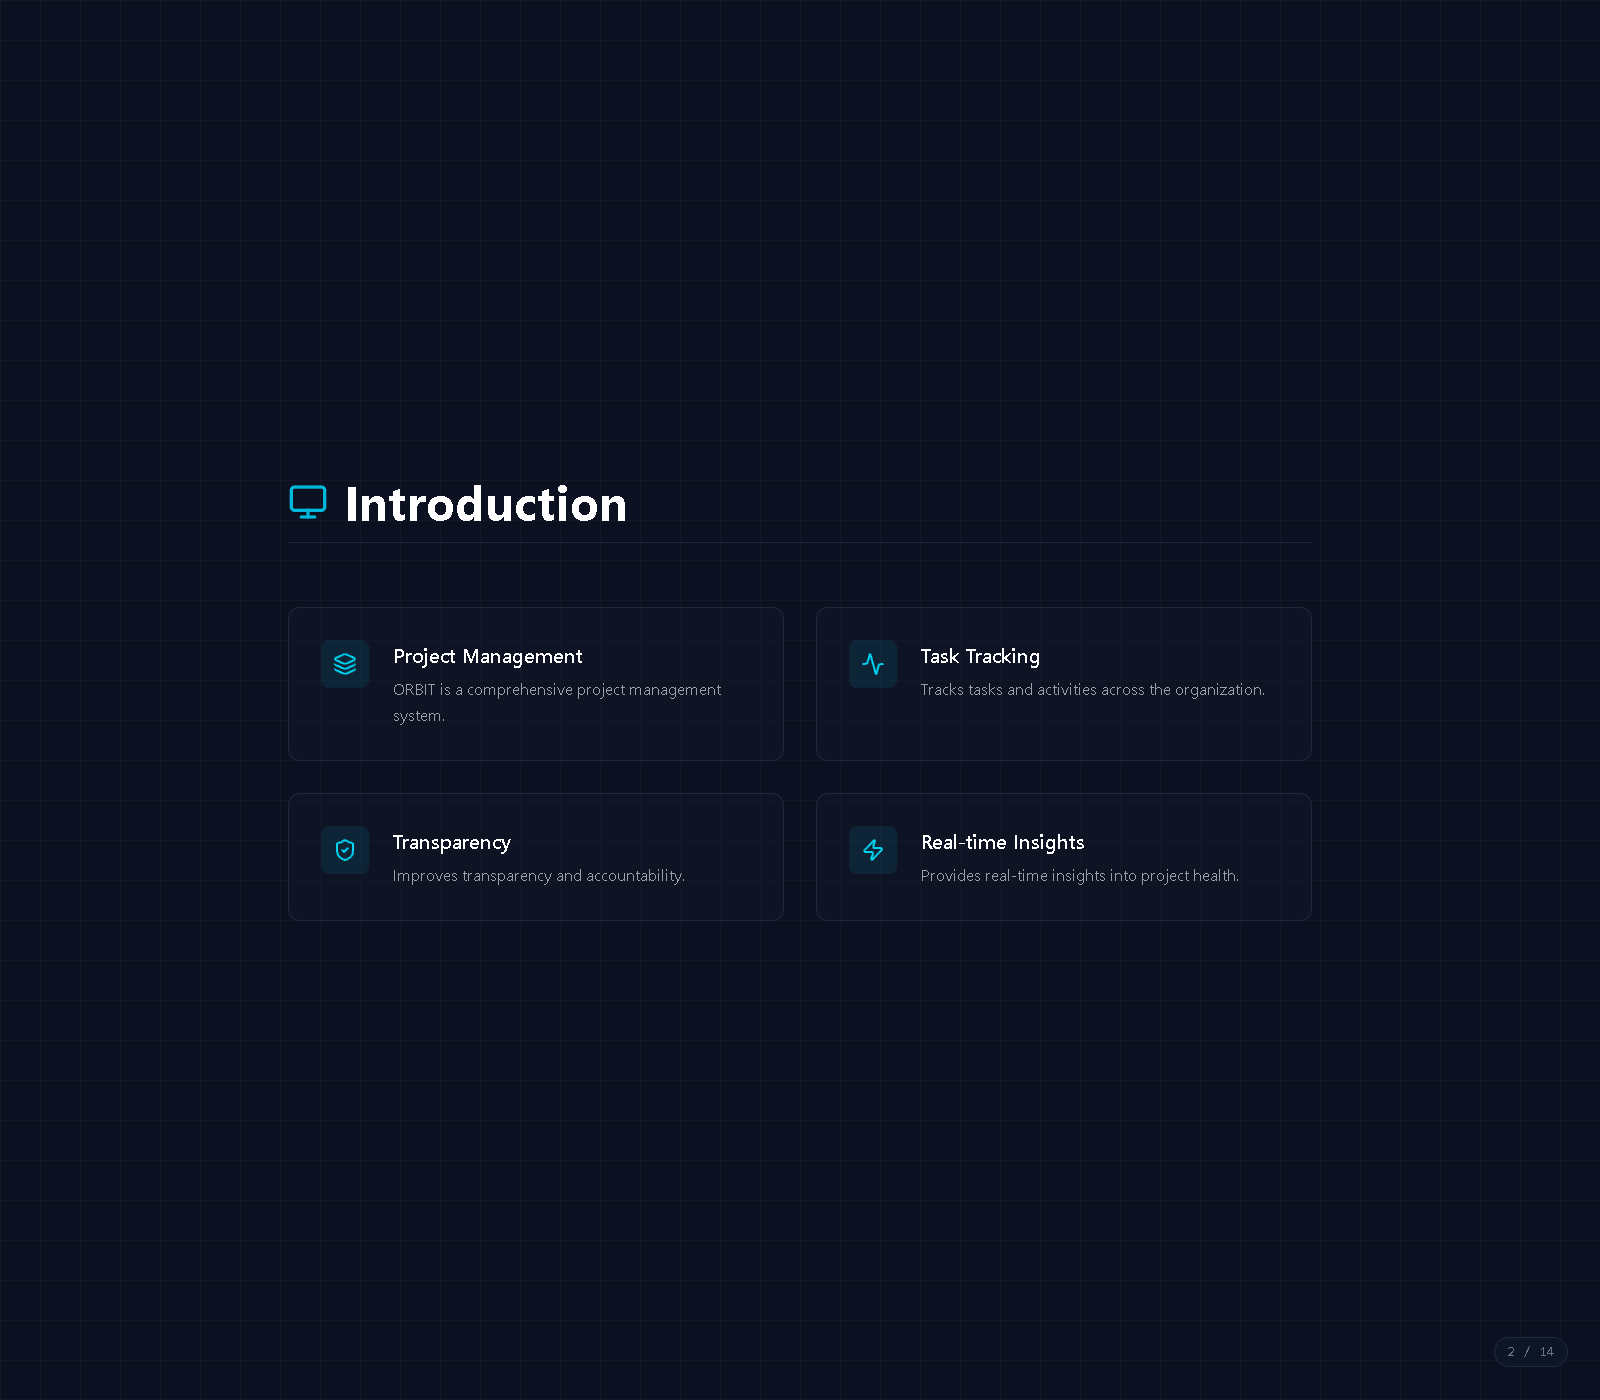 Introduction
Project Management
ORBIT is a comprehensive project management
system.
Task Tracking
Tracks tasks and activities across the organization.
Transparency
Improves transparency and accountability.
Real-time Insights
Provides real-time insights into project health.
2 / 14